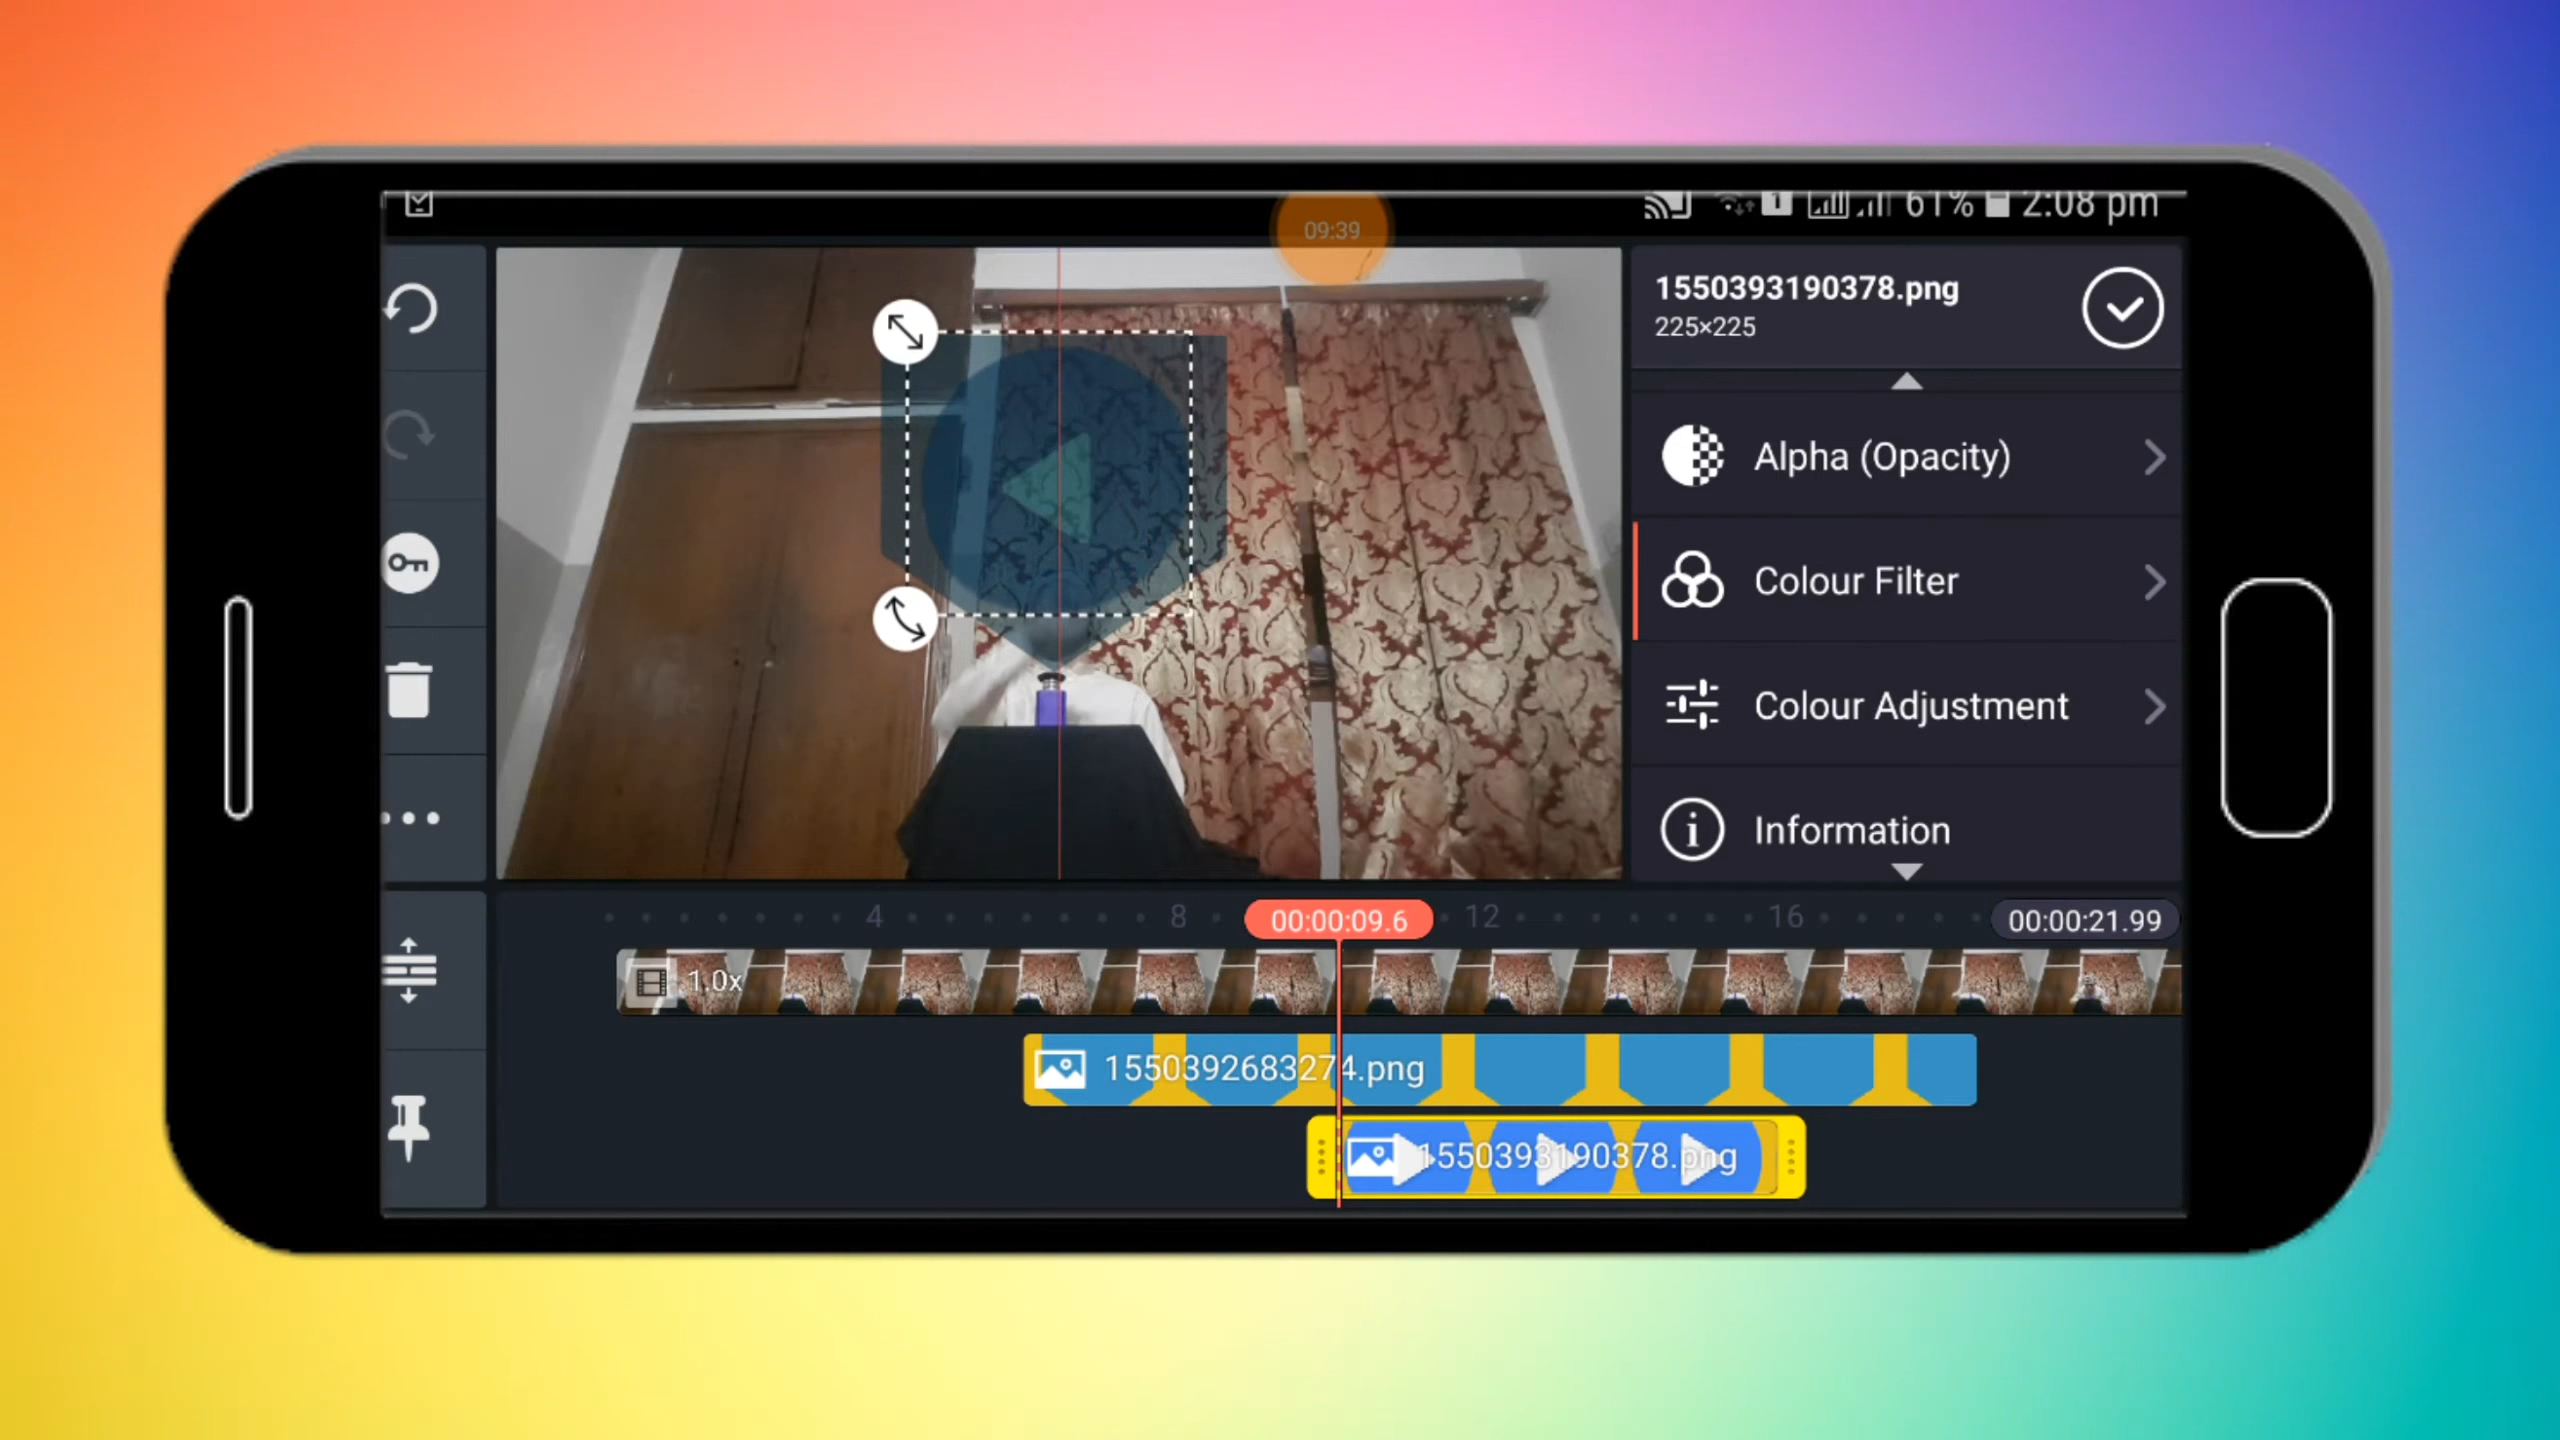 1 61% 2:08 pm
09:39
1550393190378.png
225×225
Alpha (Opacity)
Colour Filter
Colour Adjustment
Information
4 8 00:00:09.6 12 16 00:00:21.99
1.0x
1550392683274.png
1550393190378.png